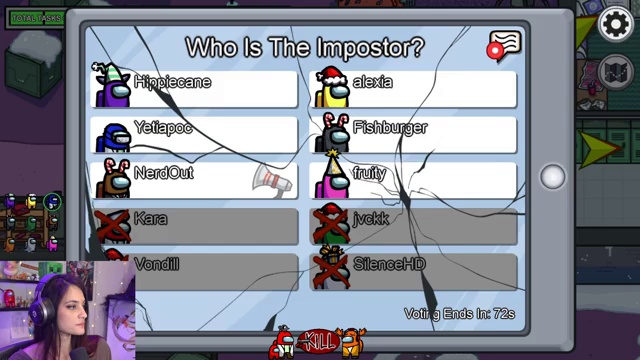 TOTAL TASKS
Who Is The Impostor?
Hippiecane
alexia
Yetiapoc
Fishburger
NerdOut
fruity
Kara
jvckk
Vondill
SilenceHD
Voting Ends In: 72s
KILL